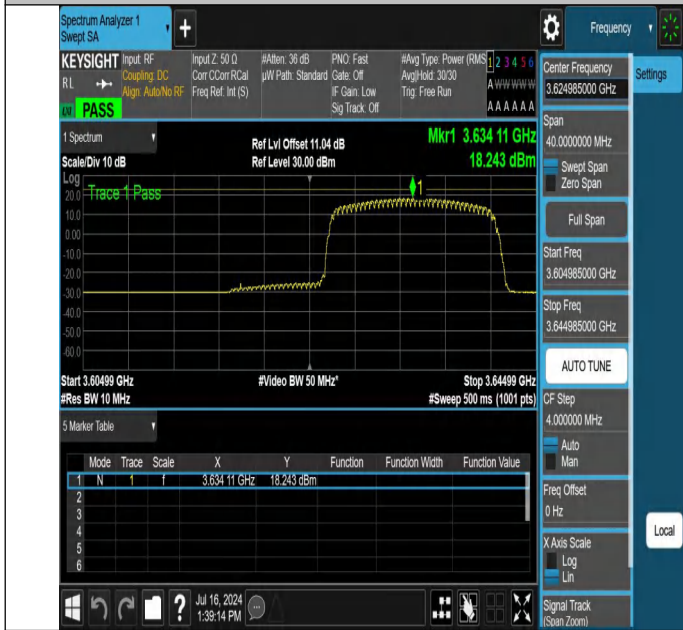 Spectrum Analyzer 1
Swept SA
+
Frequency
KEYSIGHT
RL
PASS
Input: RF
Coupling: DC
Align: Auto/No RF
Input Z: 50 Ω
Corr CCorr RCal
Freq Ref: Int (S)
#Atten: 36 dB
µW Path: Standard
PNO: Fast
Gate: Off
IF Gain: Low
Sig Track: Off
#Avg Type: Power (RMS
Avg|Hold: 30/30
Trig: Free Run
1 2 3 4 5 6
A W W W W W
A A A A A A
Center Frequency
3.624985000 GHz
Settings
Span
40.0000000 MHz
Swept Span
Zero Span
Full Span
Start Freq
3.604985000 GHz
Stop Freq
3.644985000 GHz
AUTO TUNE
CF Step
4.000000 MHz
Auto
Man
Freq Offset
0 Hz
X Axis Scale
Log
Lin
Signal Track
(Span Zoom)
Local
1 Spectrum
Scale/Div 10 dB
Ref Lvl Offset 11.04 dB
Ref Level 30.00 dBm
Mkr1 3.634 11 GHz
18.243 dBm
Log
Trace 1 Pass
1
20.0
10.0
0.00
-10.0
-20.0
-30.0
-40.0
-50.0
-60.0
Start 3.60499 GHz
#Res BW 10 MHz
#Video BW 50 MHz*
Stop 3.64499 GHz
#Sweep 500 ms (1001 pts)
5 Marker Table
Mode Trace Scale X Y Function Function Width Function Value
1 N 1 f 3.634 11 GHz 18.243 dBm
2
3
4
5
6
?
Jul 16, 2024
1:39:14 PM